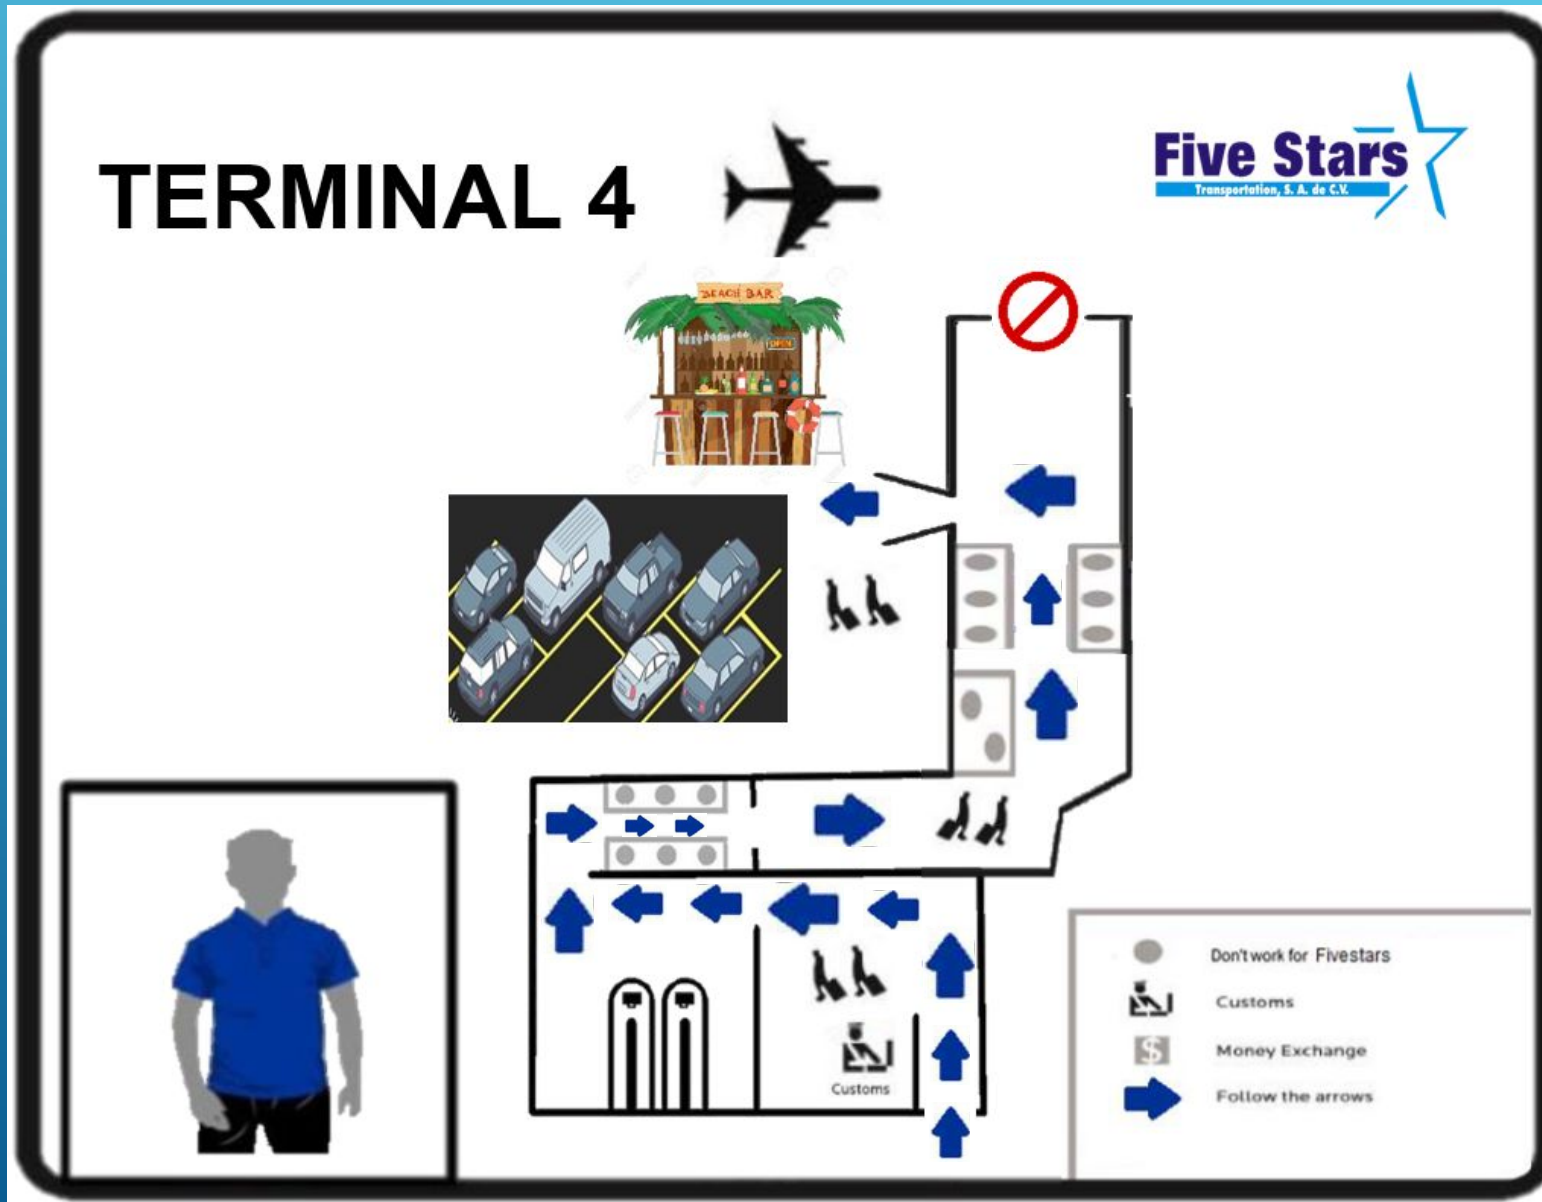 TERMINAL 4
Five Stars
Transportation, S. A. de C.V.
BEACH BAR
OPEN
Customs
Don't work for Fivestars
Customs
$
Money Exchange
Follow the arrows